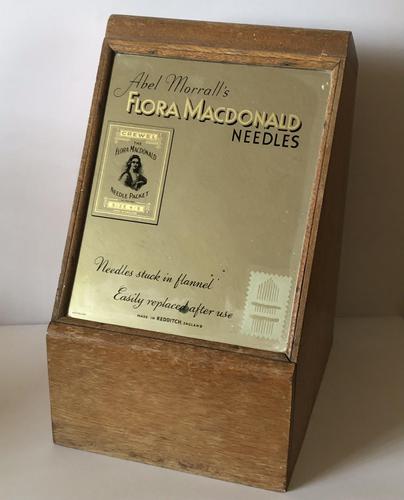 Abel Morrall's
FLORA MACDONALD
NEEDLES
CREWEL
THE
FLORA MACDONALD
NEEDLE PACKET
Needles stuck in flannel
Easily replaced after use
MADE IN REDDITCH, ENGLAND